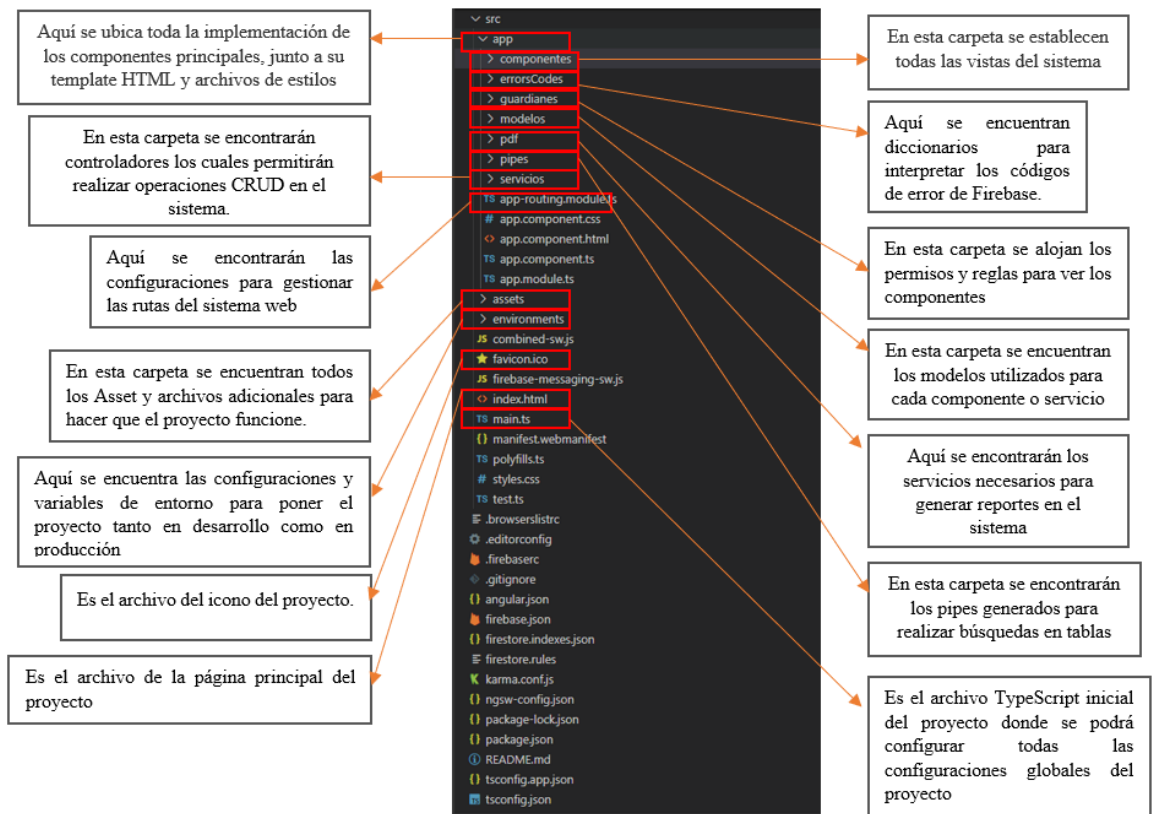 Aquí se ubica toda la implementación de
los componentes principales, junto a su
template HTML y archivos de estilos
En esta carpeta se encontrarán
controladores los cuales permitirán
realizar operaciones CRUD en el
sistema.
Aquí se encontrarán las
configuraciones para gestionar
las rutas del sistema web
En esta carpeta se encuentran todos
los Asset y archivos adicionales para
hacer que el proyecto funcione.
Aquí se encuentra las configuraciones y
variables de entorno para poner el
proyecto tanto en desarrollo como en
producción
Es el archivo del icono del proyecto.
Es el archivo de la página principal del
proyecto
src
app
componentes
errorsCodes
guardianes
modelos
pdf
pipes
servicios
TS app-routing.module.ts
# app.component.css
<> app.component.html
TS app.component.ts
TS app.module.ts
assets
environments
JS combined-sw.js
favicon.ico
JS firebase-messaging-sw.js
<> index.html
TS main.ts
{} manifest.webmanifest
TS polyfills.ts
# styles.css
TS test.ts
.browserslistrc
.editorconfig
.firebaserc
.gitignore
{} angular.json
firebase.json
{} firestore.indexes.json
firestore.rules
karma.conf.js
{} ngsw-config.json
{} package-lock.json
{} package.json
README.md
{} tsconfig.app.json
TS tsconfig.json
En esta carpeta se establecen
todas las vistas del sistema
Aquí se encuentran
diccionarios para
interpretar los códigos
de error de Firebase.
En esta carpeta se alojan los
permisos y reglas para ver los
componentes
En esta carpeta se encuentran
los modelos utilizados para
cada componente o servicio
Aquí se encontrarán los
servicios necesarios para
generar reportes en el
sistema
En esta carpeta se encontrarán
los pipes generados para
realizar búsquedas en tablas
Es el archivo TypeScript inicial
del proyecto donde se podrá
configurar todas las
configuraciones globales del
proyecto